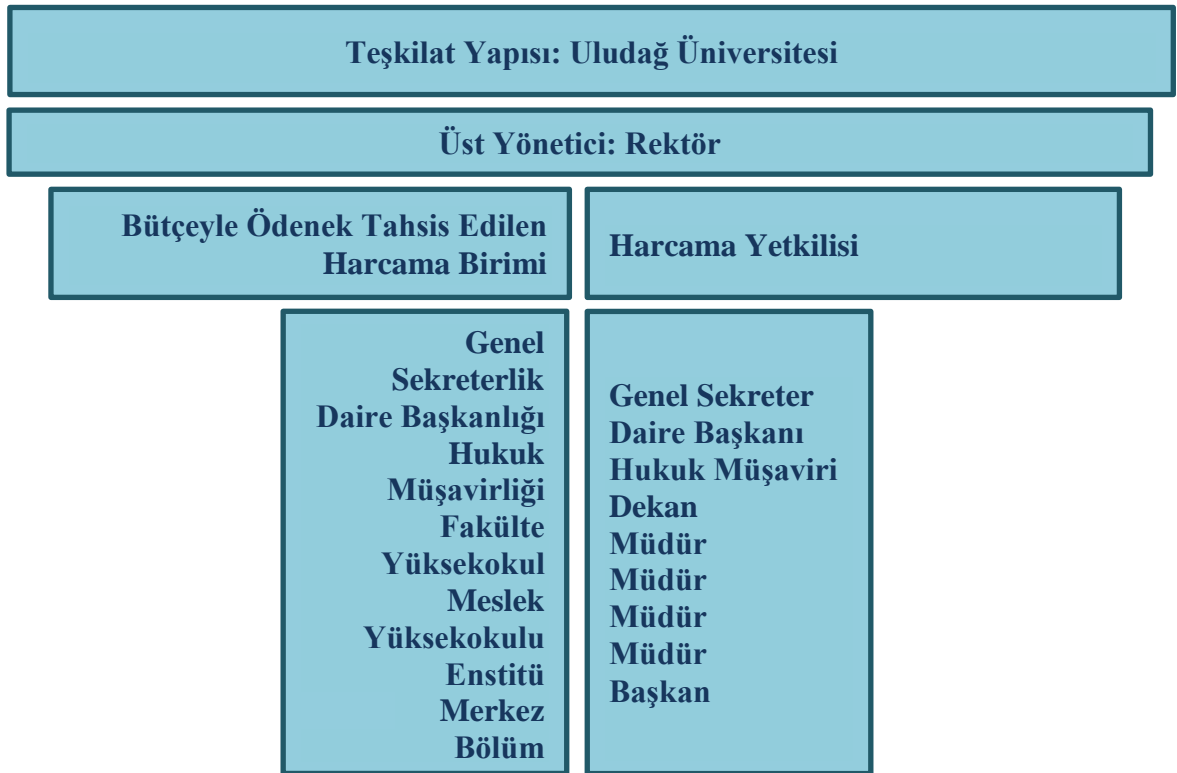 Teşkilat Yapısı: Uludağ Üniversitesi
Üst Yönetici: Rektör
Bütçeyle Ödenek Tahsis Edilen
Harcama Birimi
Harcama Yetkilisi
Genel
Sekreterlik
Daire Başkanlığı
Hukuk
Müşavirliği
Fakülte
Yüksekokul
Meslek
Yüksekokulu
Enstitü
Merkez
Bölüm
Genel Sekreter
Daire Başkanı
Hukuk Müşaviri
Dekan
Müdür
Müdür
Müdür
Müdür
Başkan